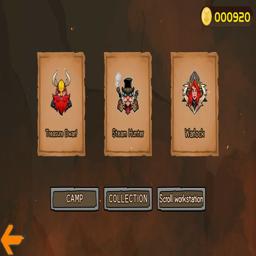 000920
Treasure Dwarf
Steam Hunter
Warlock
CAMP
COLLECTION
Scroll workstation